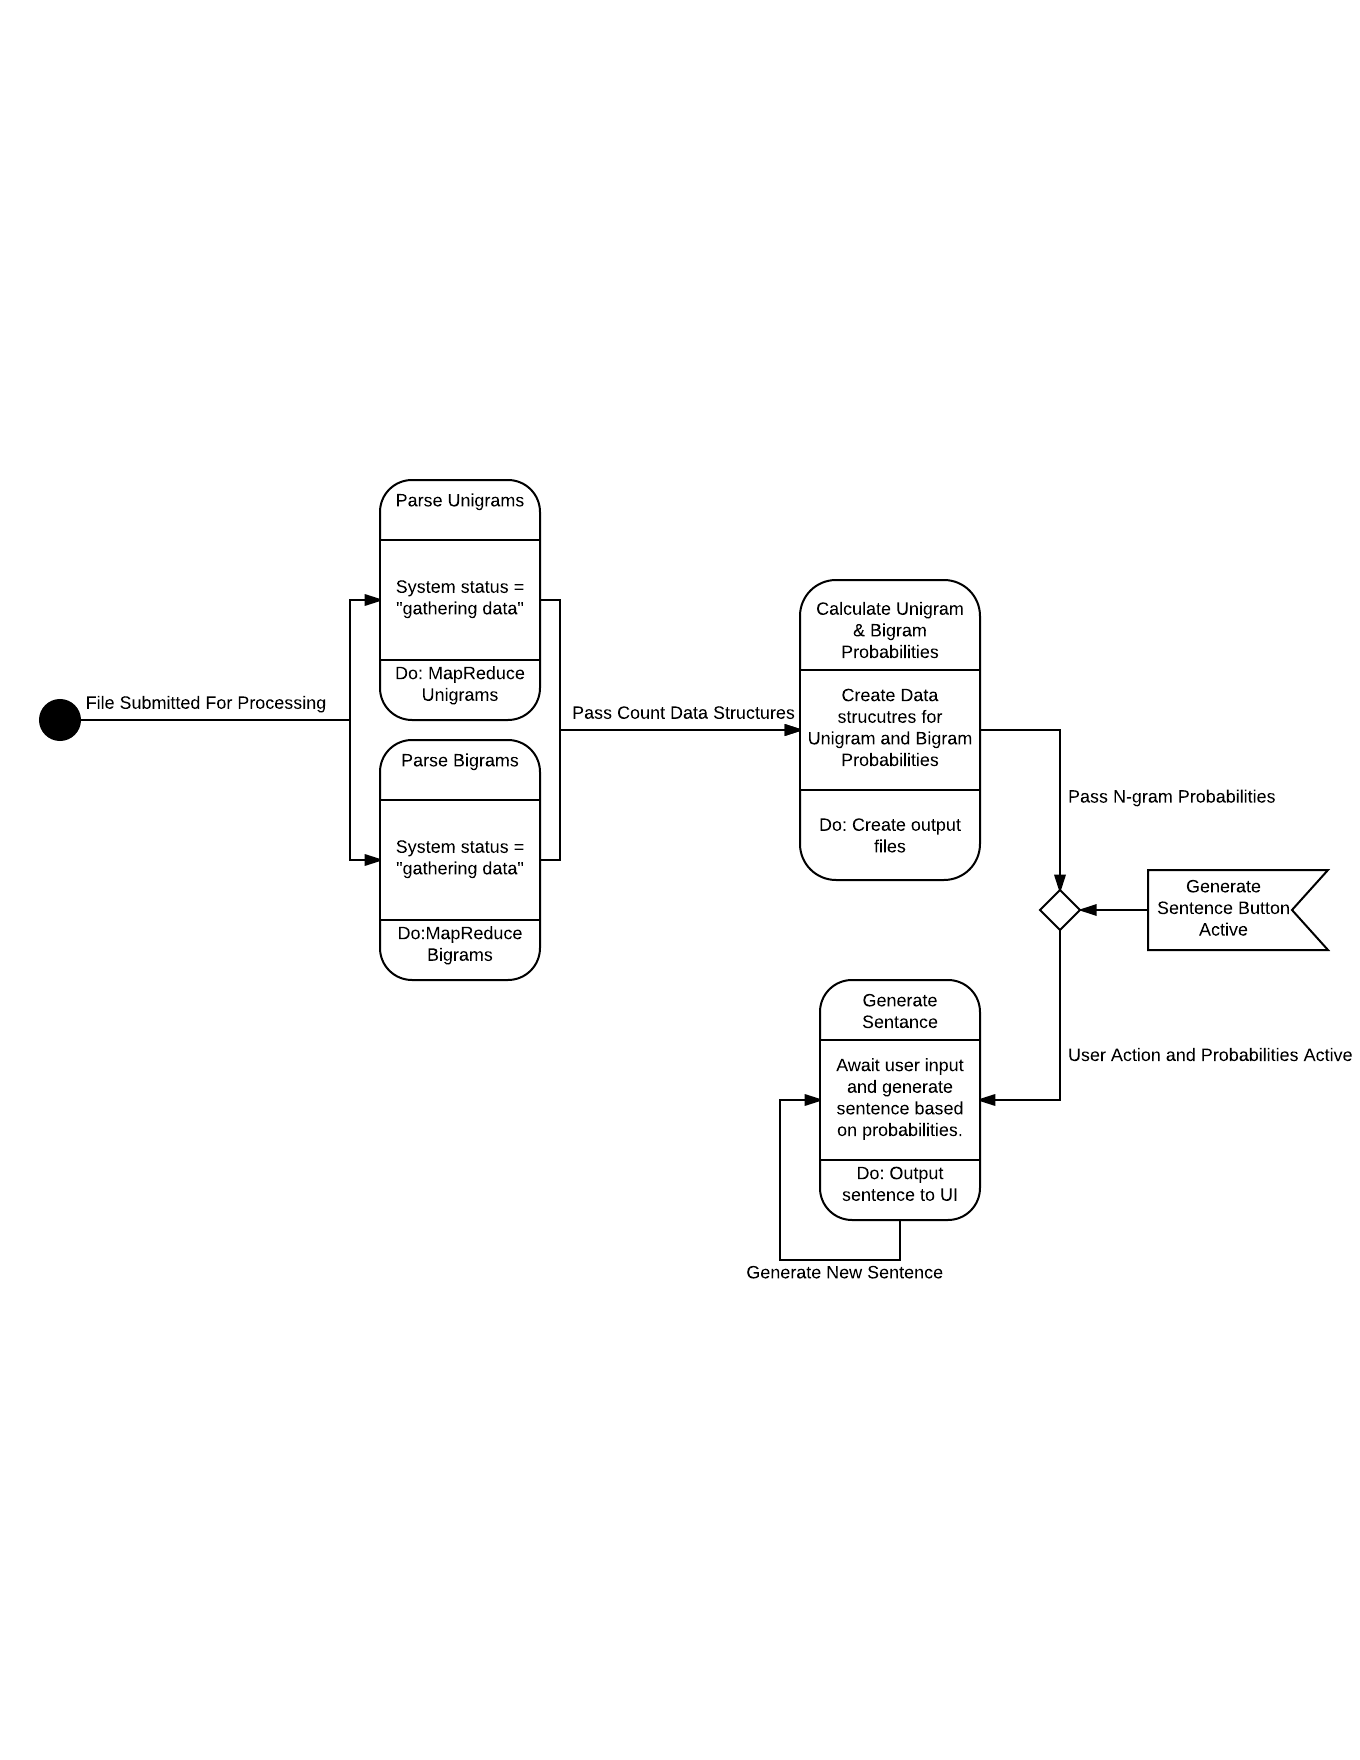 File Submitted For Processing
Parse Unigrams
System status =
"gathering data"
Do: MapReduce
Unigrams
Parse Bigrams
System status =
"gathering data"
Do:MapReduce
Bigrams
Pass Count Data Structures
Calculate Unigram
& Bigram
Probabilities
Create Data
strucutres for
Unigram and Bigram
Probabilities
Do: Create output
files
Pass N-gram Probabilities
Generate
Sentence Button
Active
User Action and Probabilities Active
Generate
Sentance
Await user input
and generate
sentence based
on probabilities.
Do: Output
sentence to UI
Generate New Sentence